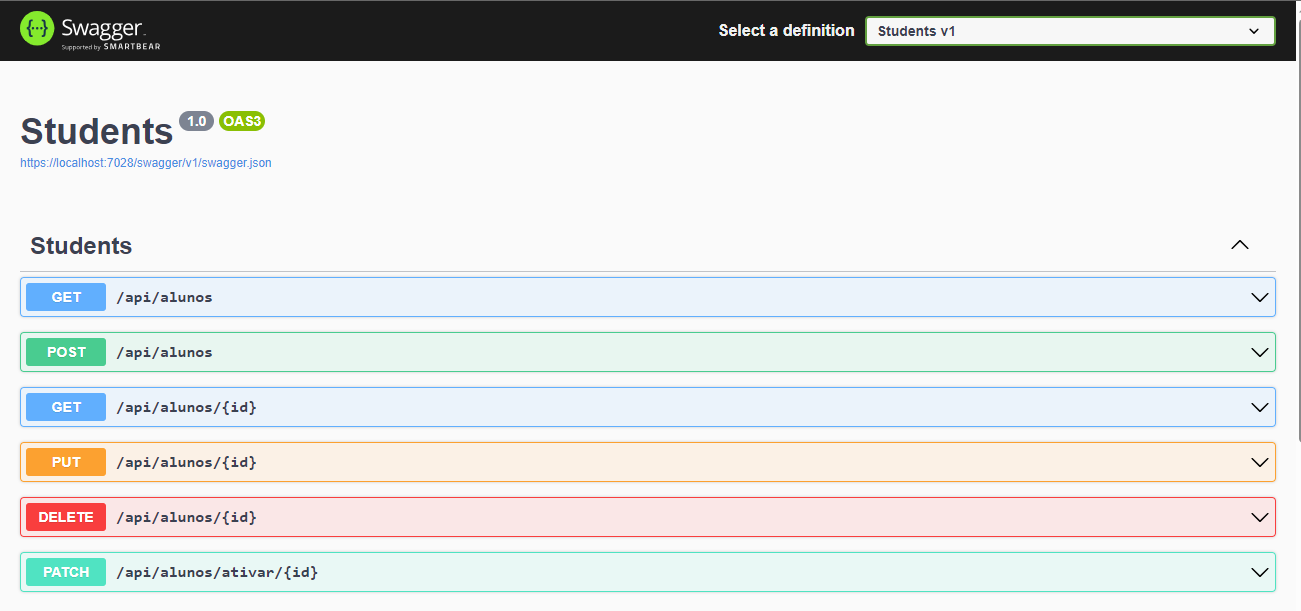 Swagger
Supported by SMARTBEAR
Select a definition
Students v1
Students 1.0 OAS3
https://localhost:7028/swagger/v1/swagger.json
Students
GET /api/alunos
POST /api/alunos
GET /api/alunos/{id}
PUT /api/alunos/{id}
DELETE /api/alunos/{id}
PATCH /api/alunos/ativar/{id}